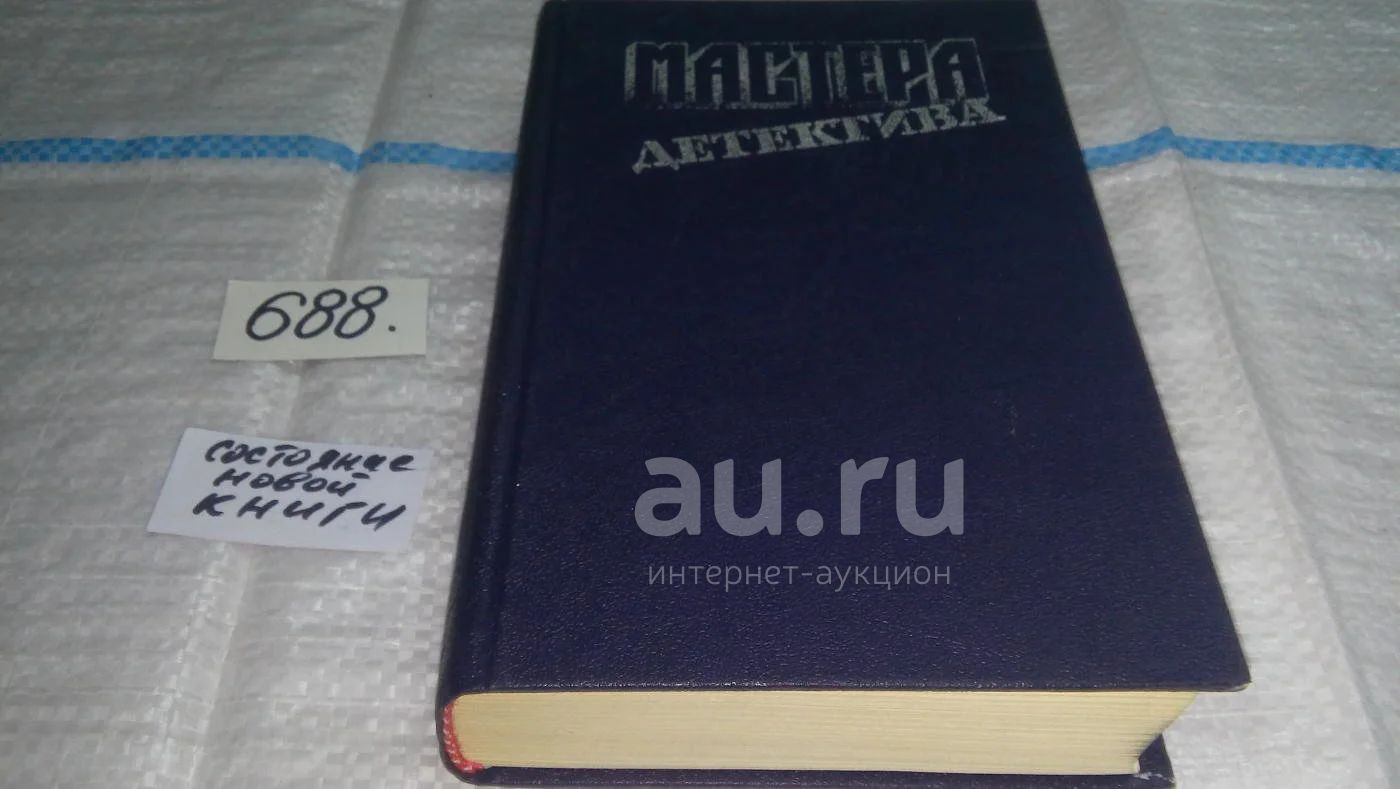 МАСТЕРА
ДЕТЕКТИВА
688.
состояние
новой
книги
au.ru
интернет-аукцион